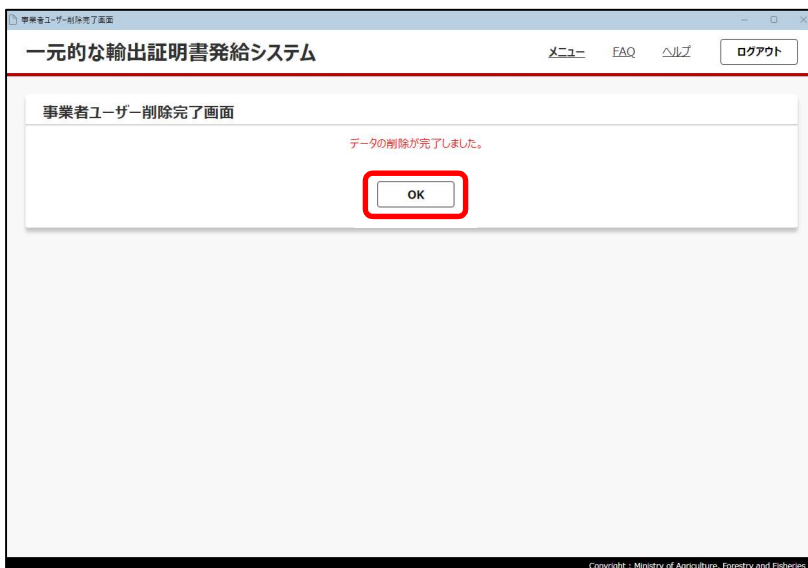 事業者ユーザー削除完了画面
一元的な輸出証明書発給システム
メニュー FAQ ヘルプ ログアウト
事業者ユーザー削除完了画面
データの削除が完了しました。
OK
Copyright : Ministry of Agriculture, Forestry and Fisheries.